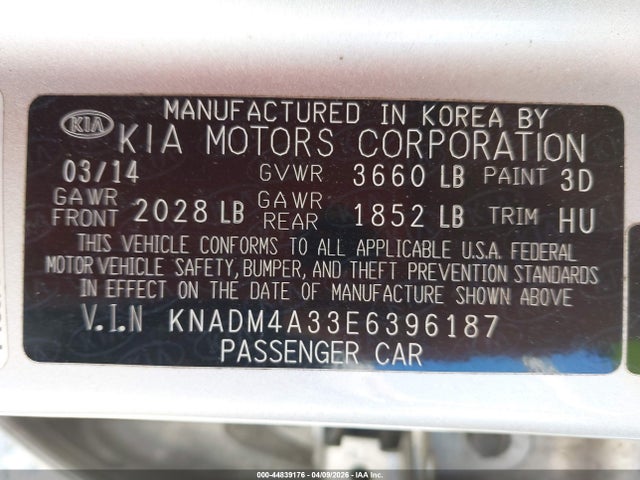 MANUFACTURED IN KOREA BY
KIA KIA MOTORS CORPORATION
03/14 GVWR 3660 LB PAINT 3D
GAWR FRONT 2028 LB GAWR REAR 1852 LB TRIM HU
THIS VEHICLE CONFORMS TO ALL APPLICABLE U.S.A. FEDERAL
MOTOR VEHICLE SAFETY, BUMPER, AND THEFT PREVENTION STANDARDS
IN EFFECT ON THE DATE OF MANUFACTURE SHOWN ABOVE
V.I.N KNADM4A33E6396187
PASSENGER CAR
000-44839176 | 04/09/2026 | IAA Inc.